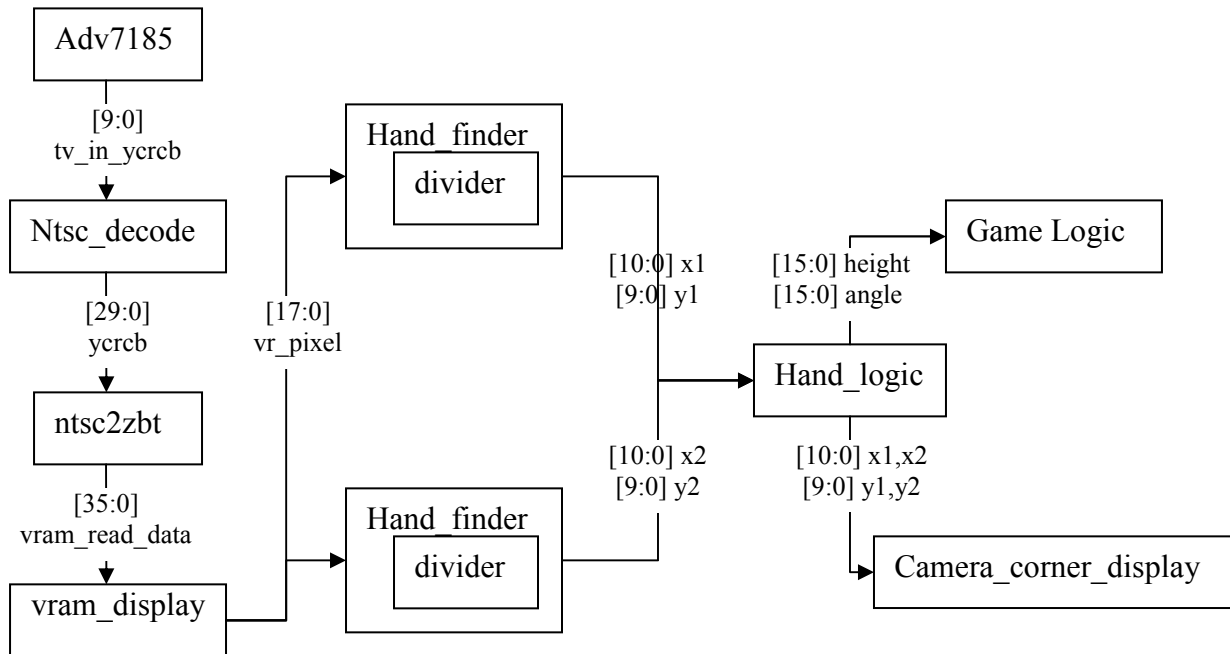 Adv7185
[9:0]
tv_in_ycrcb
Ntsc_decode
[29:0]
ycrcb
ntsc2zbt
[35:0]
vram_read_data
vram_display
[17:0]
vr_pixel
Hand_finder
divider
Hand_finder
divider
[10:0] x1
[9:0] y1
[10:0] x2
[9:0] y2
Hand_logic
[15:0] height
[15:0] angle
Game Logic
[10:0] x1,x2
[9:0] y1,y2
Camera_corner_display